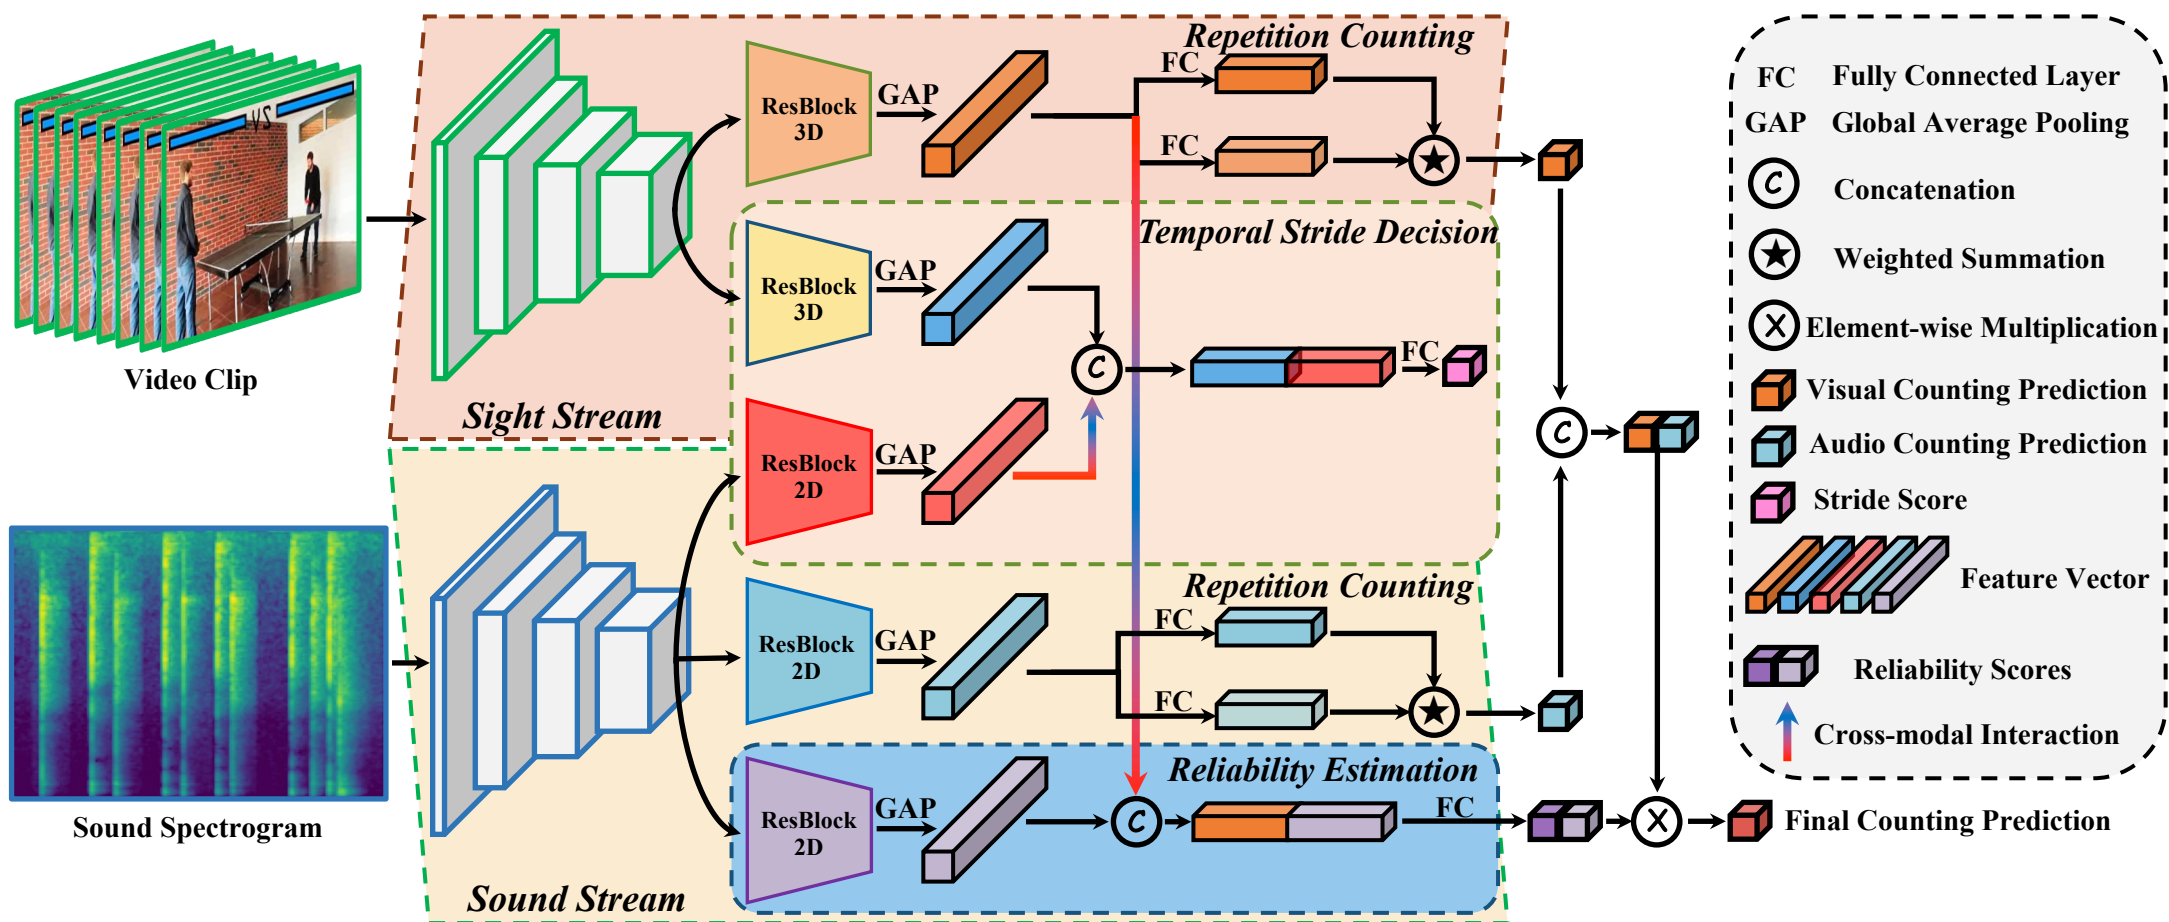 Video Clip
Sound Spectrogram
Sight Stream
Sound Stream
VS
Repetition Counting
ResBlock
3D
GAP
FC
FC
Temporal Stride Decision
ResBlock
3D
GAP
C
FC
ResBlock
2D
GAP
Repetition Counting
ResBlock
2D
GAP
FC
FC
Reliability Estimation
ResBlock
2D
GAP
C
FC
C
X
Final Counting Prediction
FC Fully Connected Layer
GAP Global Average Pooling
C Concatenation
Weighted Summation
X Element-wise Multiplication
Visual Counting Prediction
Audio Counting Prediction
Stride Score
Feature Vector
Reliability Scores
Cross-modal Interaction